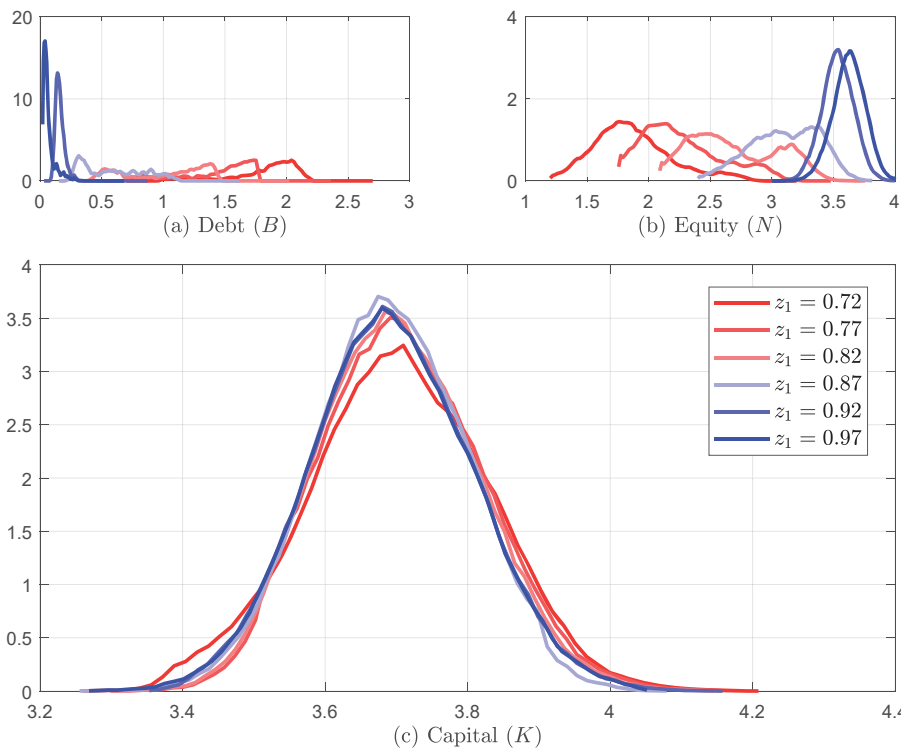 20
10
0
0 0.5 1 1.5 2 2.5 3
(a) Debt (B)
4
2
0
1 1.5 2 2.5 3 3.5 4
(b) Equity (N)
4
3.5
3
2.5
2
1.5
1
0.5
0
3.2 3.4 3.6 3.8 4 4.2 4.4
(c) Capital (K)
z₁ = 0.72
z₁ = 0.77
z₁ = 0.82
z₁ = 0.87
z₁ = 0.92
z₁ = 0.97